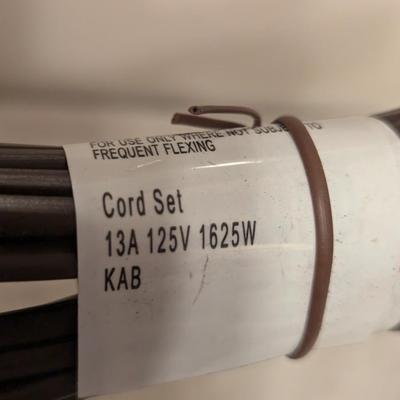 FOR USE ONLY WHERE NOT SUBJECT TO
FREQUENT FLEXING
Cord Set
13A 125V 1625W
KAB